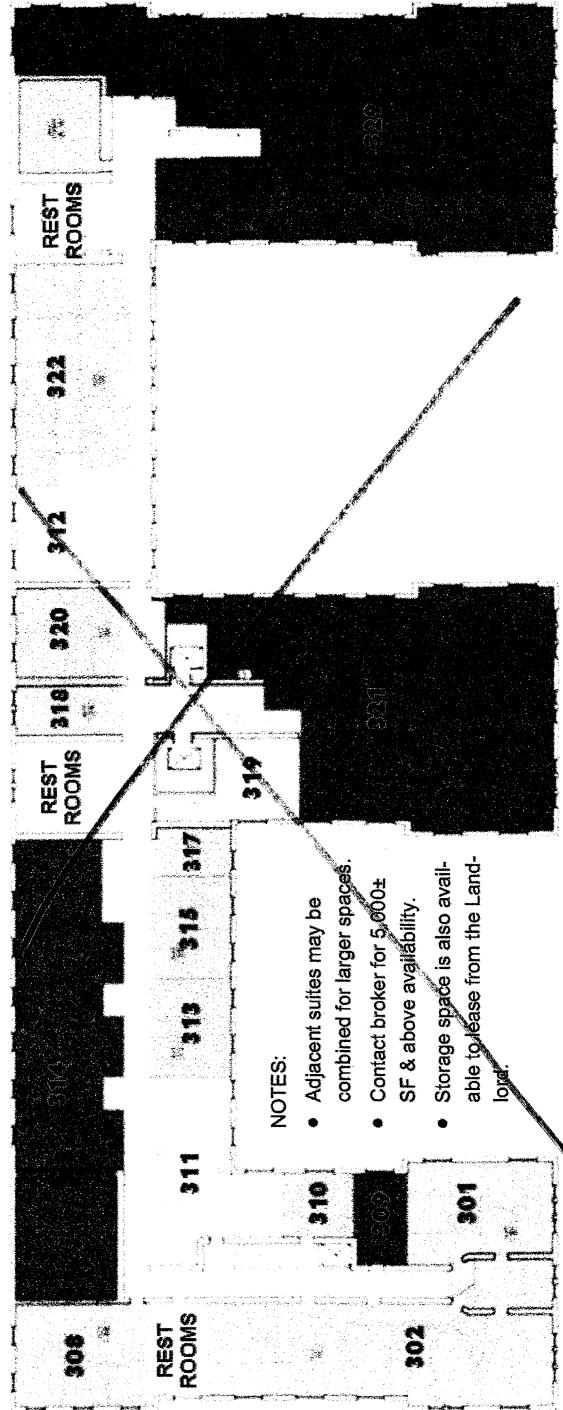 308
314
REST
ROOMS
318
320
312
322
REST
ROOMS
REST
ROOMS
311
313
315
317
319
310
309
302
301
321
NOTES:
• Adjacent suites may be
combined for larger spaces.
• Contact broker for 5,000±
SF & above availability.
• Storage space is also avail-
able to lease from the Land-
lord.